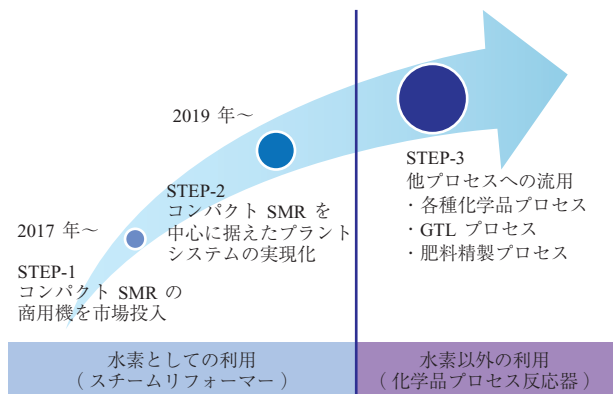 2017 年～
STEP-1
コンパクト SMR の
商用機を市場投入
2019 年～
STEP-2
コンパクト SMR を
中心に据えたプラント
システムの実現化
STEP-3
他プロセスへの流用
・各種化学品プロセス
・GTL プロセス
・肥料精製プロセス
水素としての利用
( スチームリフォーマー )
水素以外の利用
( 化学品プロセス反応器 )